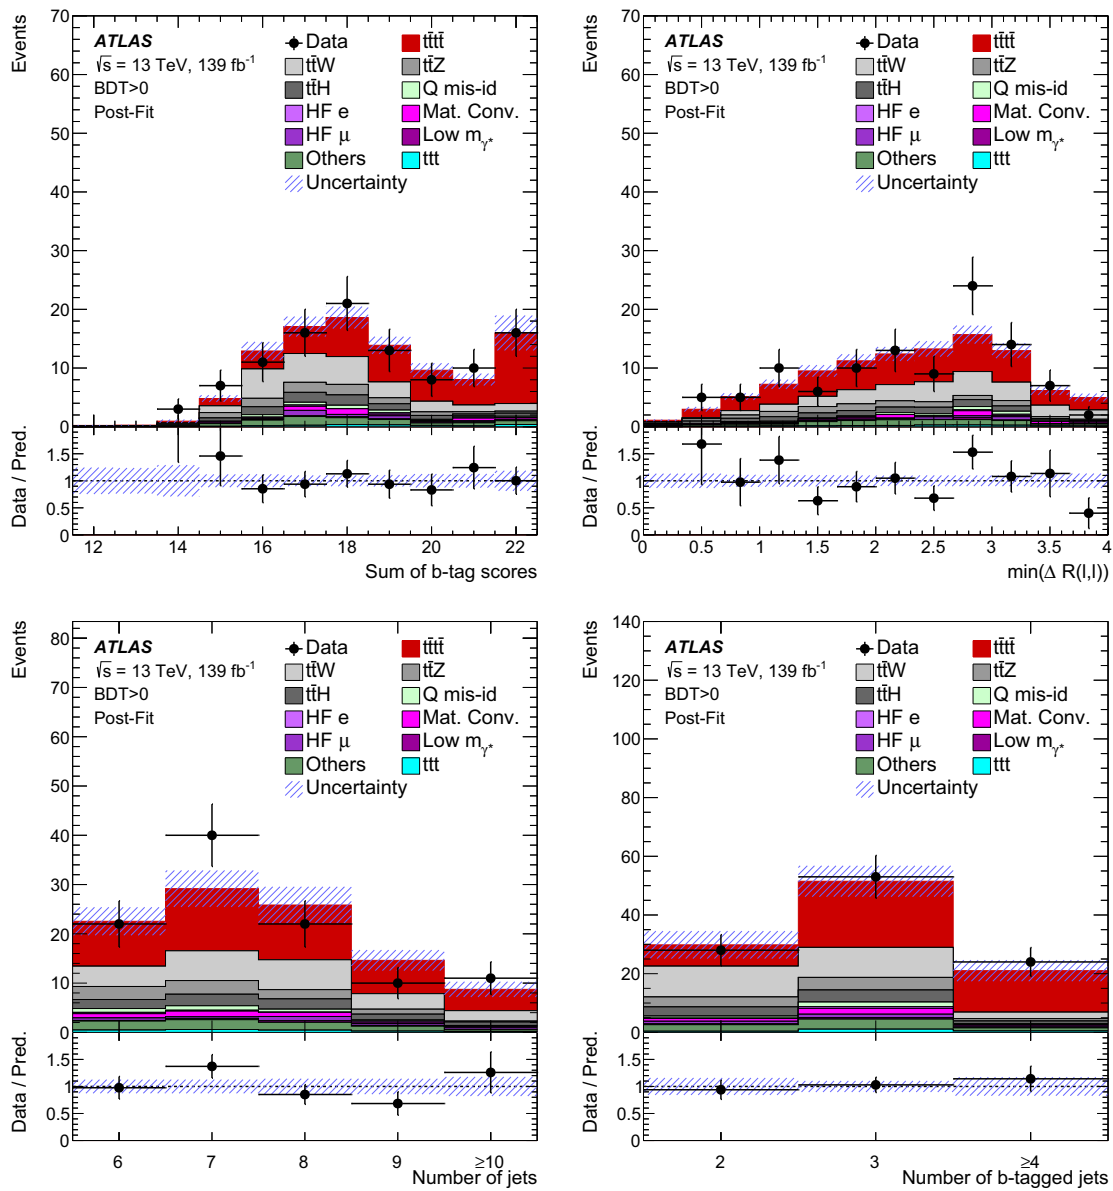 Events
70
60
50
40
30
20
10
0
ATLAS
√s = 13 TeV, 139 fb⁻¹
BDT>0
Post-Fit
Data
tt̄tt̄
tt̄W
tt̄Z
tt̄H
Q mis-id
HF e
Mat. Conv.
HF μ
Low m_γ*
Others
ttt
Uncertainty
Data / Pred.
1.5
1
0.5
0
12 14 16 18 20 22
Sum of b-tag scores
Events
70
60
50
40
30
20
10
0
ATLAS
√s = 13 TeV, 139 fb⁻¹
BDT>0
Post-Fit
Data
tt̄tt̄
tt̄W
tt̄Z
tt̄H
Q mis-id
HF e
Mat. Conv.
HF μ
Low m_γ*
Others
ttt
Uncertainty
Data / Pred.
1.5
1
0.5
0
0 0.5 1 1.5 2 2.5 3 3.5 4
min(Δ R(l,l))
Events
80
70
60
50
40
30
20
10
0
ATLAS
√s = 13 TeV, 139 fb⁻¹
BDT>0
Post-Fit
Data
tt̄tt̄
tt̄W
tt̄Z
tt̄H
Q mis-id
HF e
Mat. Conv.
HF μ
Low m_γ*
Others
ttt
Uncertainty
Data / Pred.
1.5
1
0.5
0
6 7 8 9 ≥10
Number of jets
Events
140
120
100
80
60
40
20
0
ATLAS
√s = 13 TeV, 139 fb⁻¹
BDT>0
Post-Fit
Data
tt̄tt̄
tt̄W
tt̄Z
tt̄H
Q mis-id
HF e
Mat. Conv.
HF μ
Low m_γ*
Others
ttt
Uncertainty
Data / Pred.
1.5
1
0.5
0
2 3 ≥4
Number of b-tagged jets